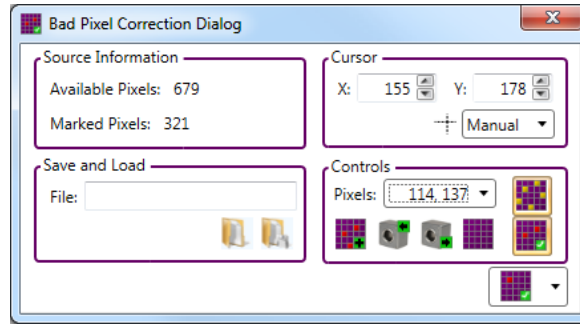 Bad Pixel Correction Dialog
Source Information
Available Pixels: 679
Marked Pixels: 321
Cursor
X: 155 Y: 178
Manual
Save and Load
File:
Controls
Pixels: 114, 137